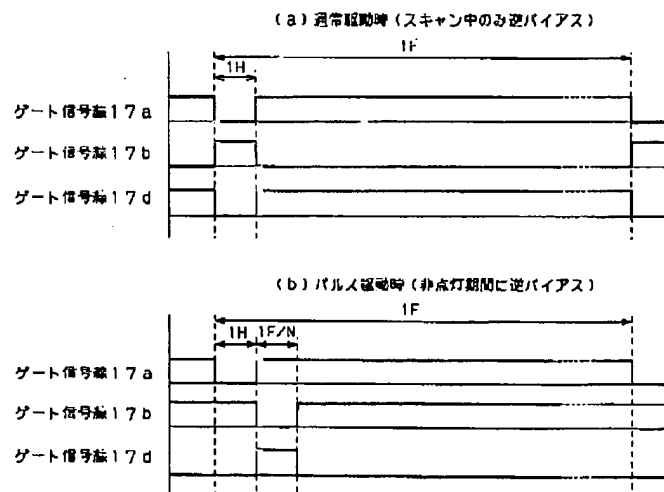 (a) 通常駆動時 (スキャン中のみ逆バイアス)
1F
1H
ゲート信号線17a
ゲート信号線17b
ゲート信号線17d
(b) パルス駆動時 (非点灯期間に逆バイアス)
1F
1H 1F/N
ゲート信号線17a
ゲート信号線17b
ゲート信号線17d